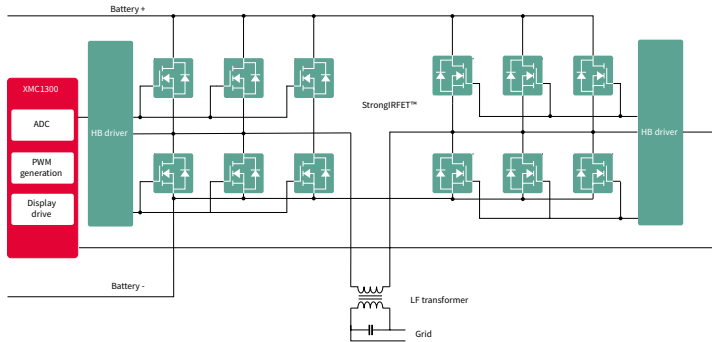 Battery +
XMC1300
ADC
PWM
generation
Display
drive
HB driver
StrongIRFET™
HB driver
Battery -
LF transformer
Grid